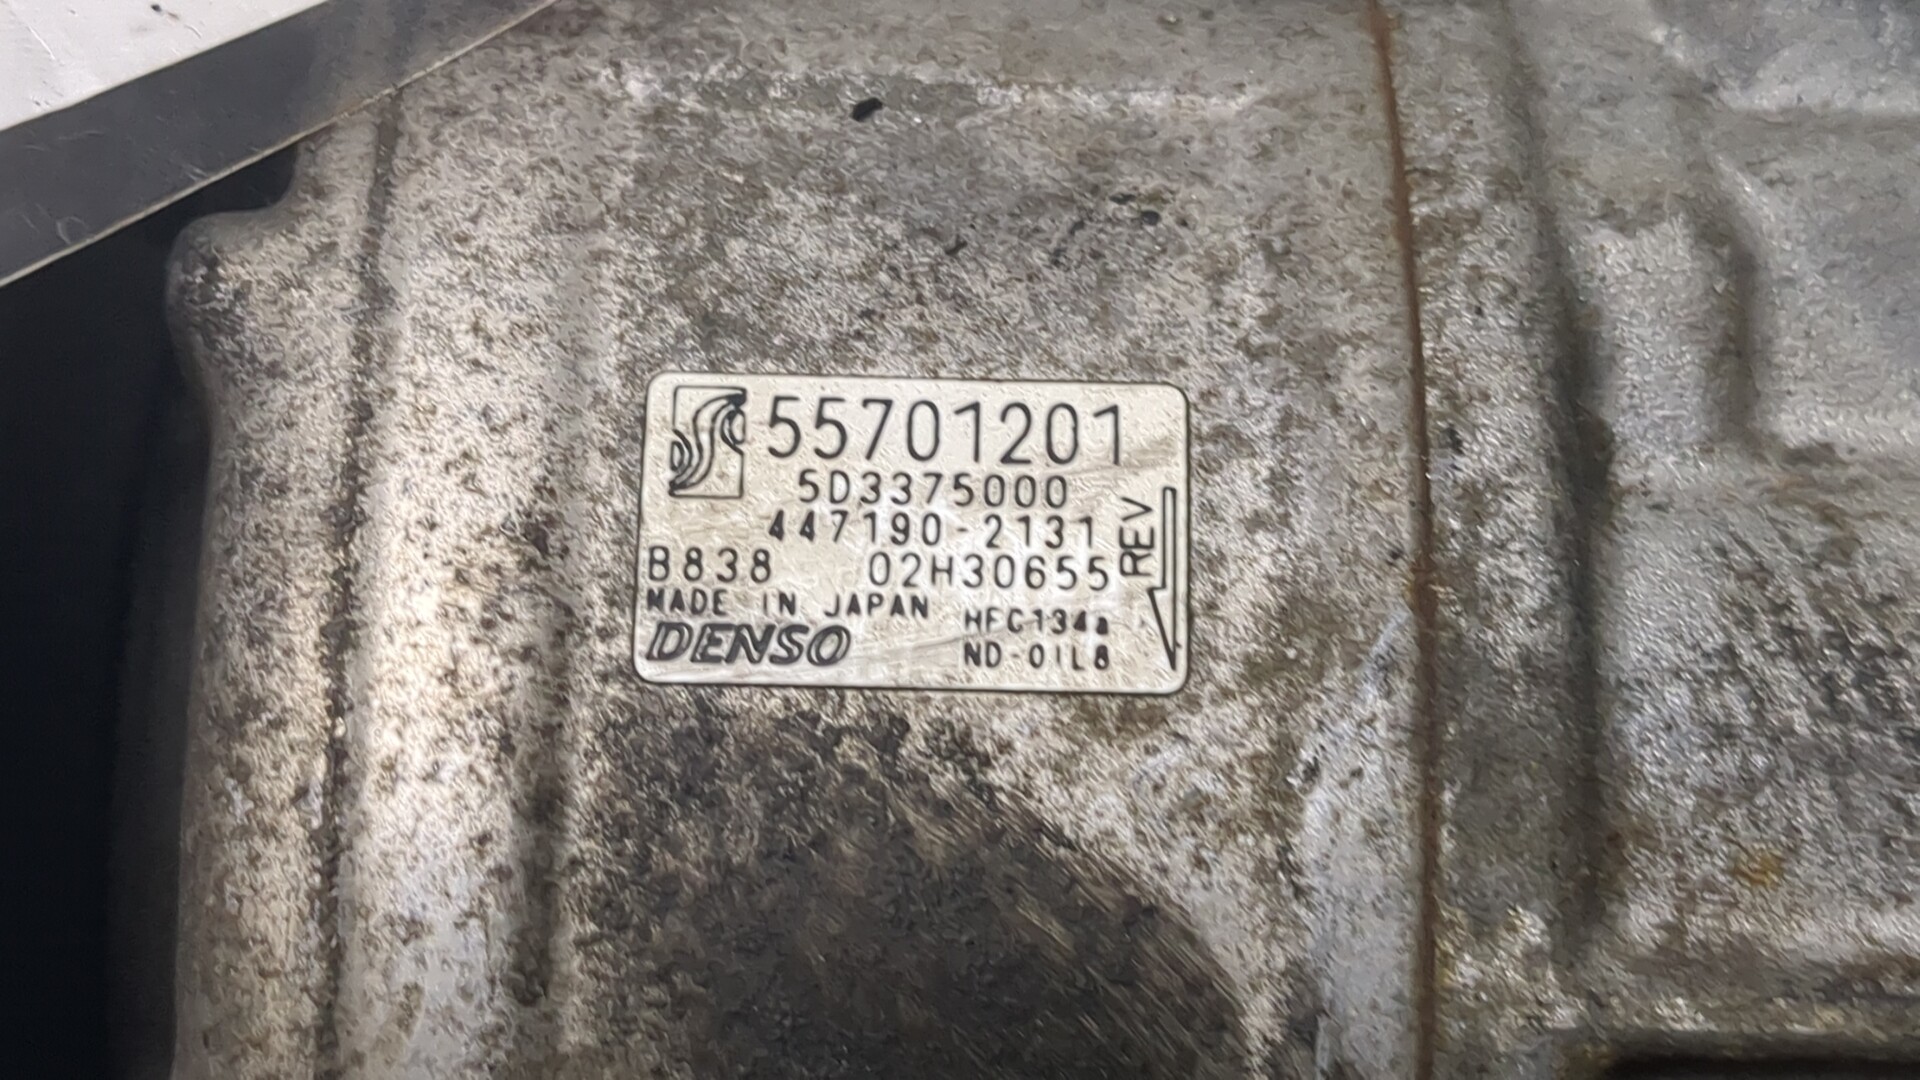 55701201
5D3375000
447190-2131
B838 02H30655
MADE IN JAPAN HFC134a
DENSO ND-OIL8
REV